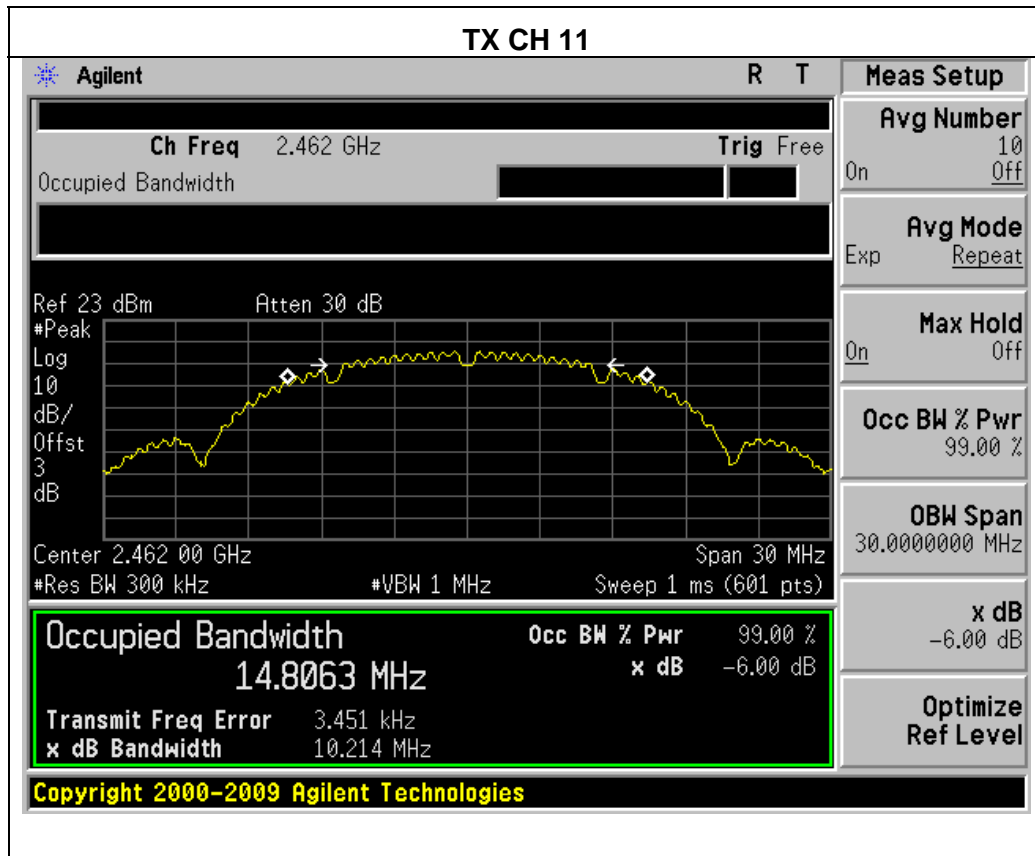 TX CH 11
Agilent R T Meas Setup
Ch Freq 2.462 GHz Trig Free
Occupied Bandwidth
Avg Number
10
On Off
Avg Mode
Exp Repeat
Max Hold
On Off
Occ BW % Pwr
99.00 %
OBW Span
30.0000000 MHz
x dB
-6.00 dB
Optimize
Ref Level
Ref 23 dBm Atten 30 dB
#Peak
Log
10
dB/
Offst
3
dB
Center 2.462 00 GHz Span 30 MHz
#Res BW 300 kHz #VBW 1 MHz Sweep 1 ms (601 pts)
Occupied Bandwidth Occ BW % Pwr 99.00 %
14.8063 MHz x dB -6.00 dB
Transmit Freq Error 3.451 kHz
x dB Bandwidth 10.214 MHz
Copyright 2000-2009 Agilent Technologies